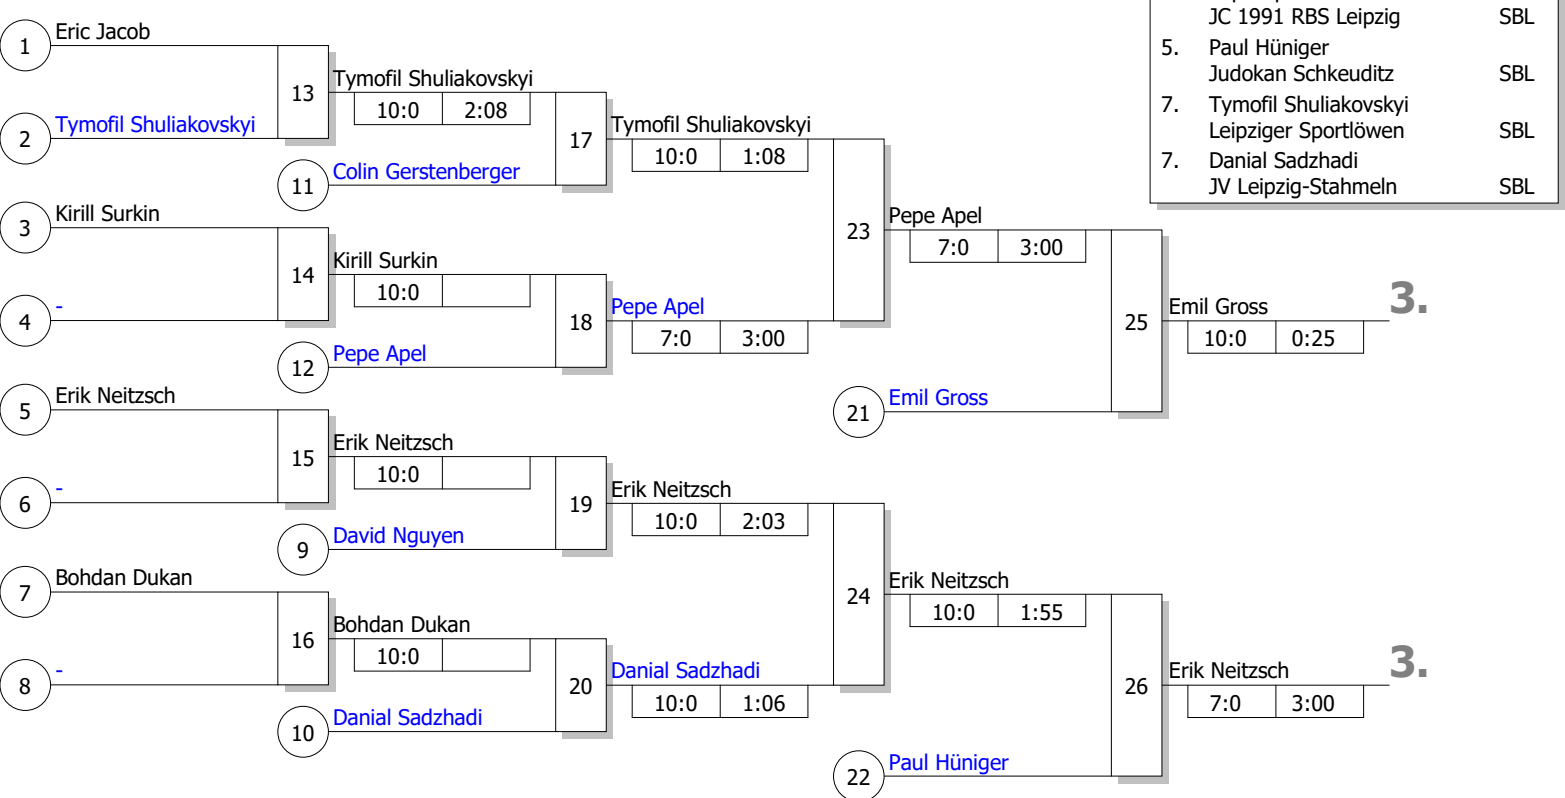 JC 1991 RBS Leipzig SBL
5. Paul Hüniger
Judokan Schkeuditz SBL
7. Tymofil Shuliakovskyi
Leipziger Sportlöwen SBL
7. Danial Sadzhadi
JV Leipzig-Stahmeln SBL
1 Eric Jacob
13 Tymofil Shuliakovskyi
10:0 2:08
2 Tymofil Shuliakovskyi
17 Tymofil Shuliakovskyi
10:0 1:08
11 Colin Gerstenberger
3 Kirill Surkin
23 Pepe Apel
7:0 3:00
14 Kirill Surkin
10:0
4 -
18 Pepe Apel
7:0 3:00
25 Emil Gross 3.
10:0 0:25
12 Pepe Apel
5 Erik Neitzsch
21 Emil Gross
15 Erik Neitzsch
10:0
6 -
19 Erik Neitzsch
10:0 2:03
9 David Nguyen
7 Bohdan Dukan
24 Erik Neitzsch
10:0 1:55
16 Bohdan Dukan
10:0
8 -
20 Danial Sadzhadi
10:0 1:06
26 Erik Neitzsch 3.
7:0 3:00
10 Danial Sadzhadi
22 Paul Hüniger